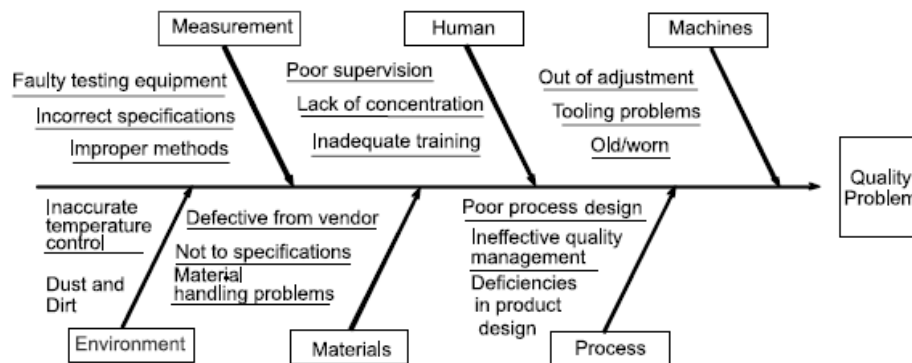 Measurement
Human
Machines
Faulty testing equipment
Incorrect specifications
Improper methods
Poor supervision
Lack of concentration
Inadequate training
Out of adjustment
Tooling problems
Old/worn
Quality
Problem
Inaccurate
temperature
control
Dust and
Dirt
Defective from vendor
Not to specifications
Material
handling problems
Poor process design
Ineffective quality
management
Deficiencies
in product
design
Environment
Materials
Process